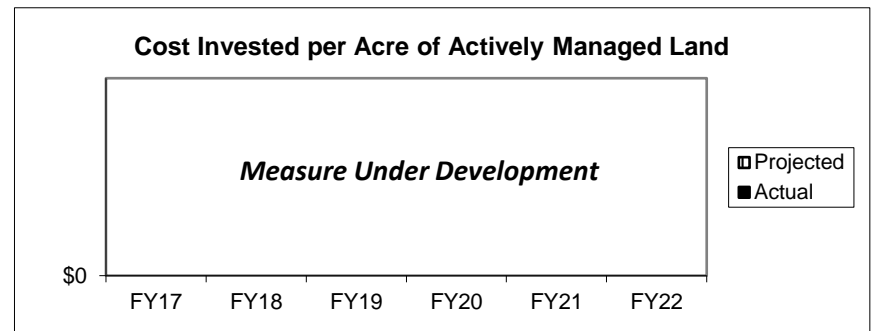 Cost Invested per Acre of Actively Managed Land
Measure Under Development
Projected
Actual
$0
FY17 FY18 FY19 FY20 FY21 FY22